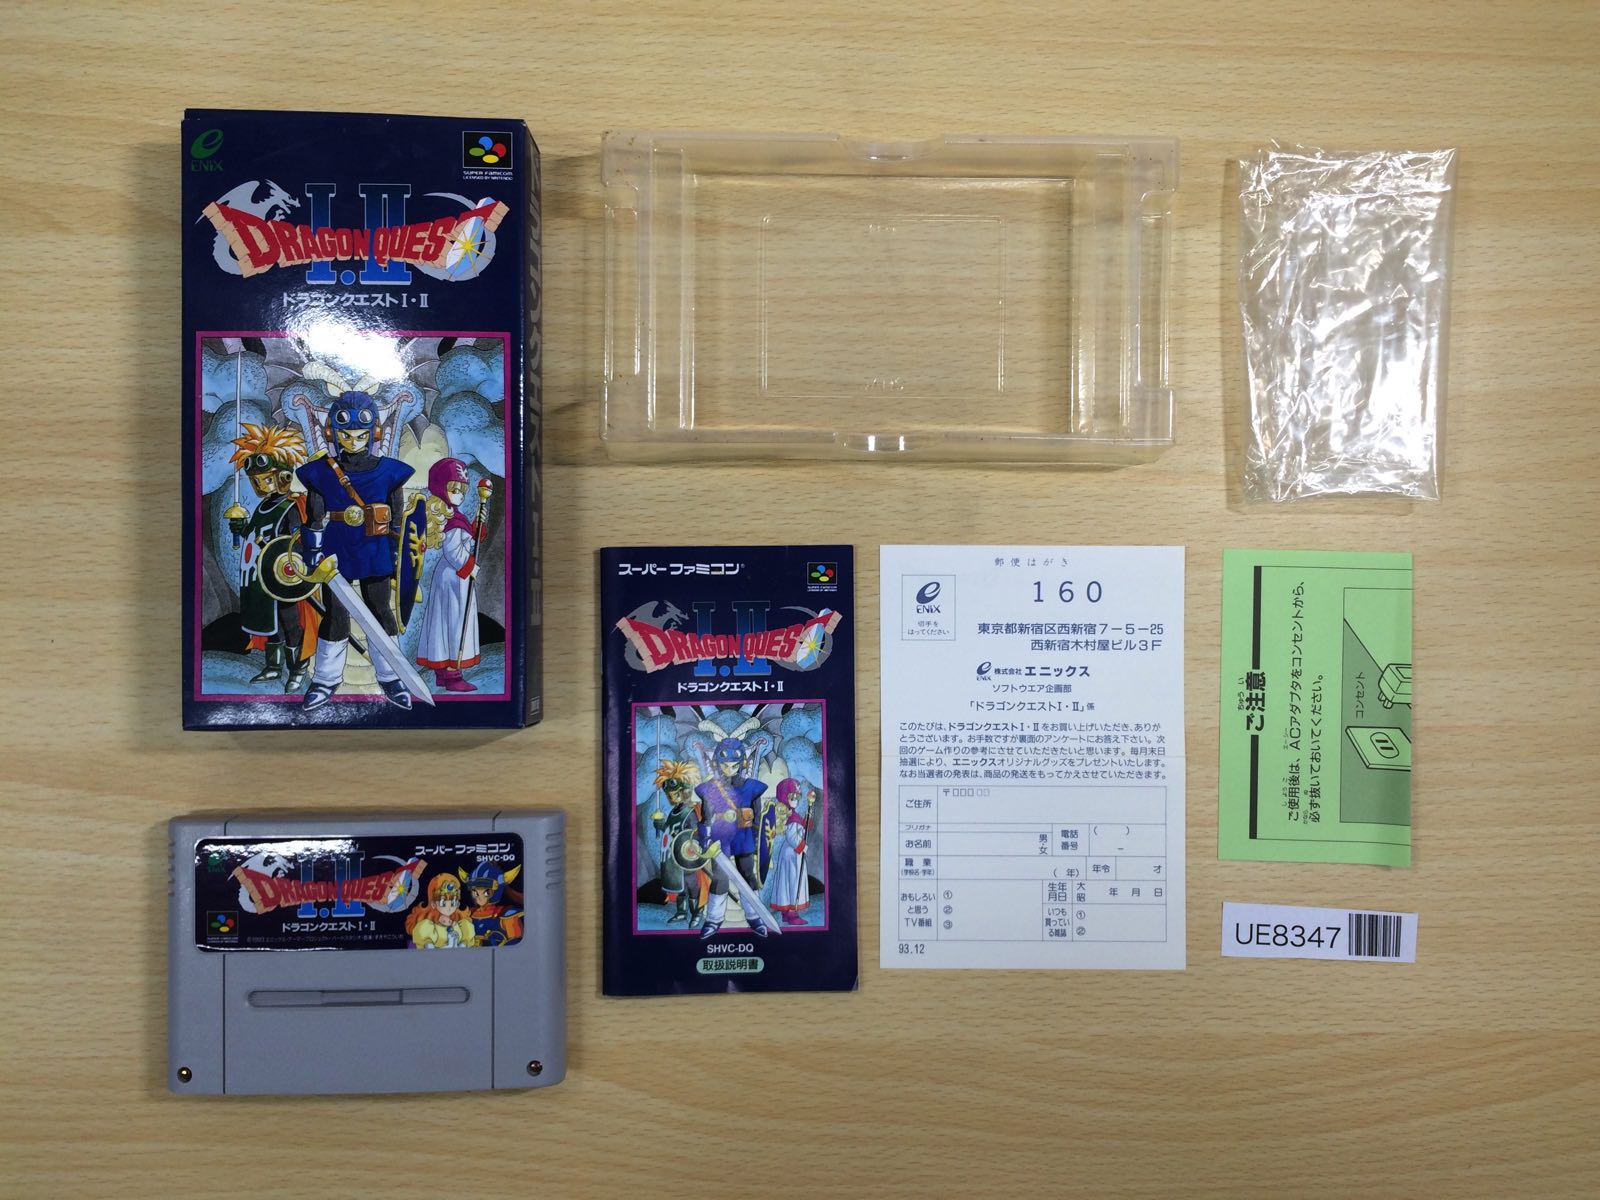 ENIX
SUPER FAMICOM
LICENSED BY NINTENDO
I・II
DRAGON QUEST
ドラゴンクエストI・II
スーパーファミコン
SHVC-DQ
ENIX
I・II
DRAGON QUEST
ドラゴンクエストI・II
スーパーファミコン®
I・II
DRAGON QUEST
ドラゴンクエストI・II
SHVC-DQ
取扱説明書
郵便はがき
160
ENIX
切手を
はってください
東京都新宿区西新宿7-5-25
西新宿木村屋ビル3F
ENIX 株式会社 エニックス
ソフトウエア企画部
「ドラゴンクエストI・II」係
このたびは、ドラゴンクエストI・IIをお買い上げいただき、ありが
とうございます。お手数ですが裏面のアンケートにお答え下さい。次
回のゲーム作りの参考にさせていただきたいと思います。毎月末日
抽選により、エニックスオリジナルグッズをプレゼントいたします。
なお当選者の発表は、商品の発送をもってかえさせていただきます。
ご住所
〒□□□ □□
フリガナ
お名前
男・女
電話番号
( ) −
職業
(学校名・学年)
( 年)
年令
才
おもしろい
と思う
TV番組
①
②
③
生年月日
大
昭
年 月 日
いつも
買ってい
る雑誌
①
②
93.12
ご注意
ちゅうい
ご使用後は、ACアダプタをコンセントから、
必ず抜いておいてください。
コンセント
UE8347